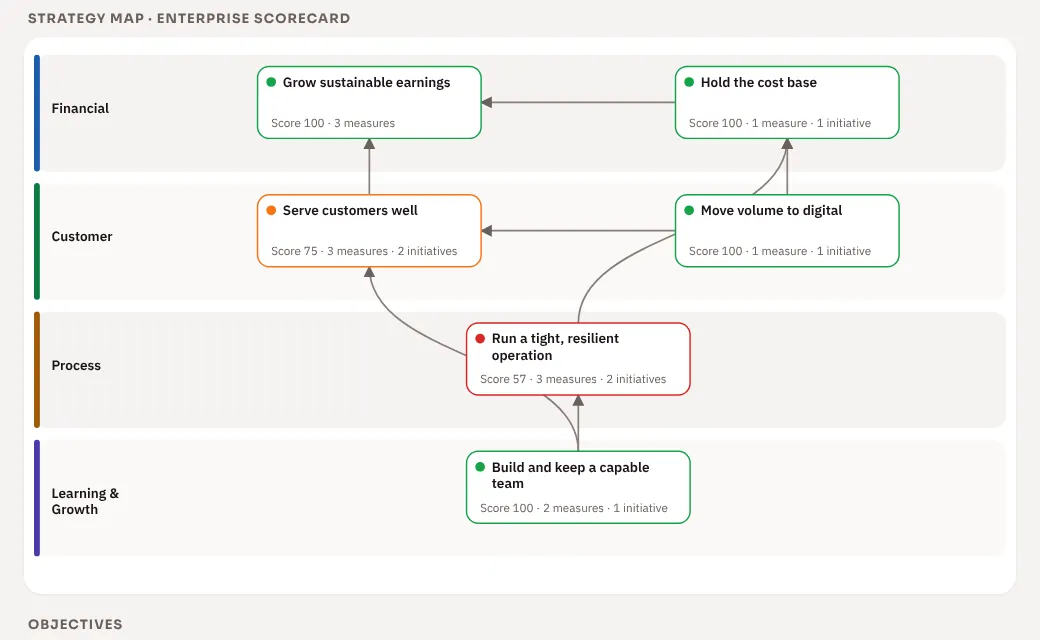 STRATEGY MAP · ENTERPRISE SCORECARD
Financial
Grow sustainable earnings
Score 100 · 3 measures
Hold the cost base
Score 100 · 1 measure · 1 initiative
Customer
Serve customers well
Score 75 · 3 measures · 2 initiatives
Move volume to digital
Score 100 · 1 measure · 1 initiative
Process
Run a tight, resilient
operation
Score 57 · 3 measures · 2 initiatives
Learning &
Growth
Build and keep a capable
team
Score 100 · 2 measures · 1 initiative
OBJECTIVES